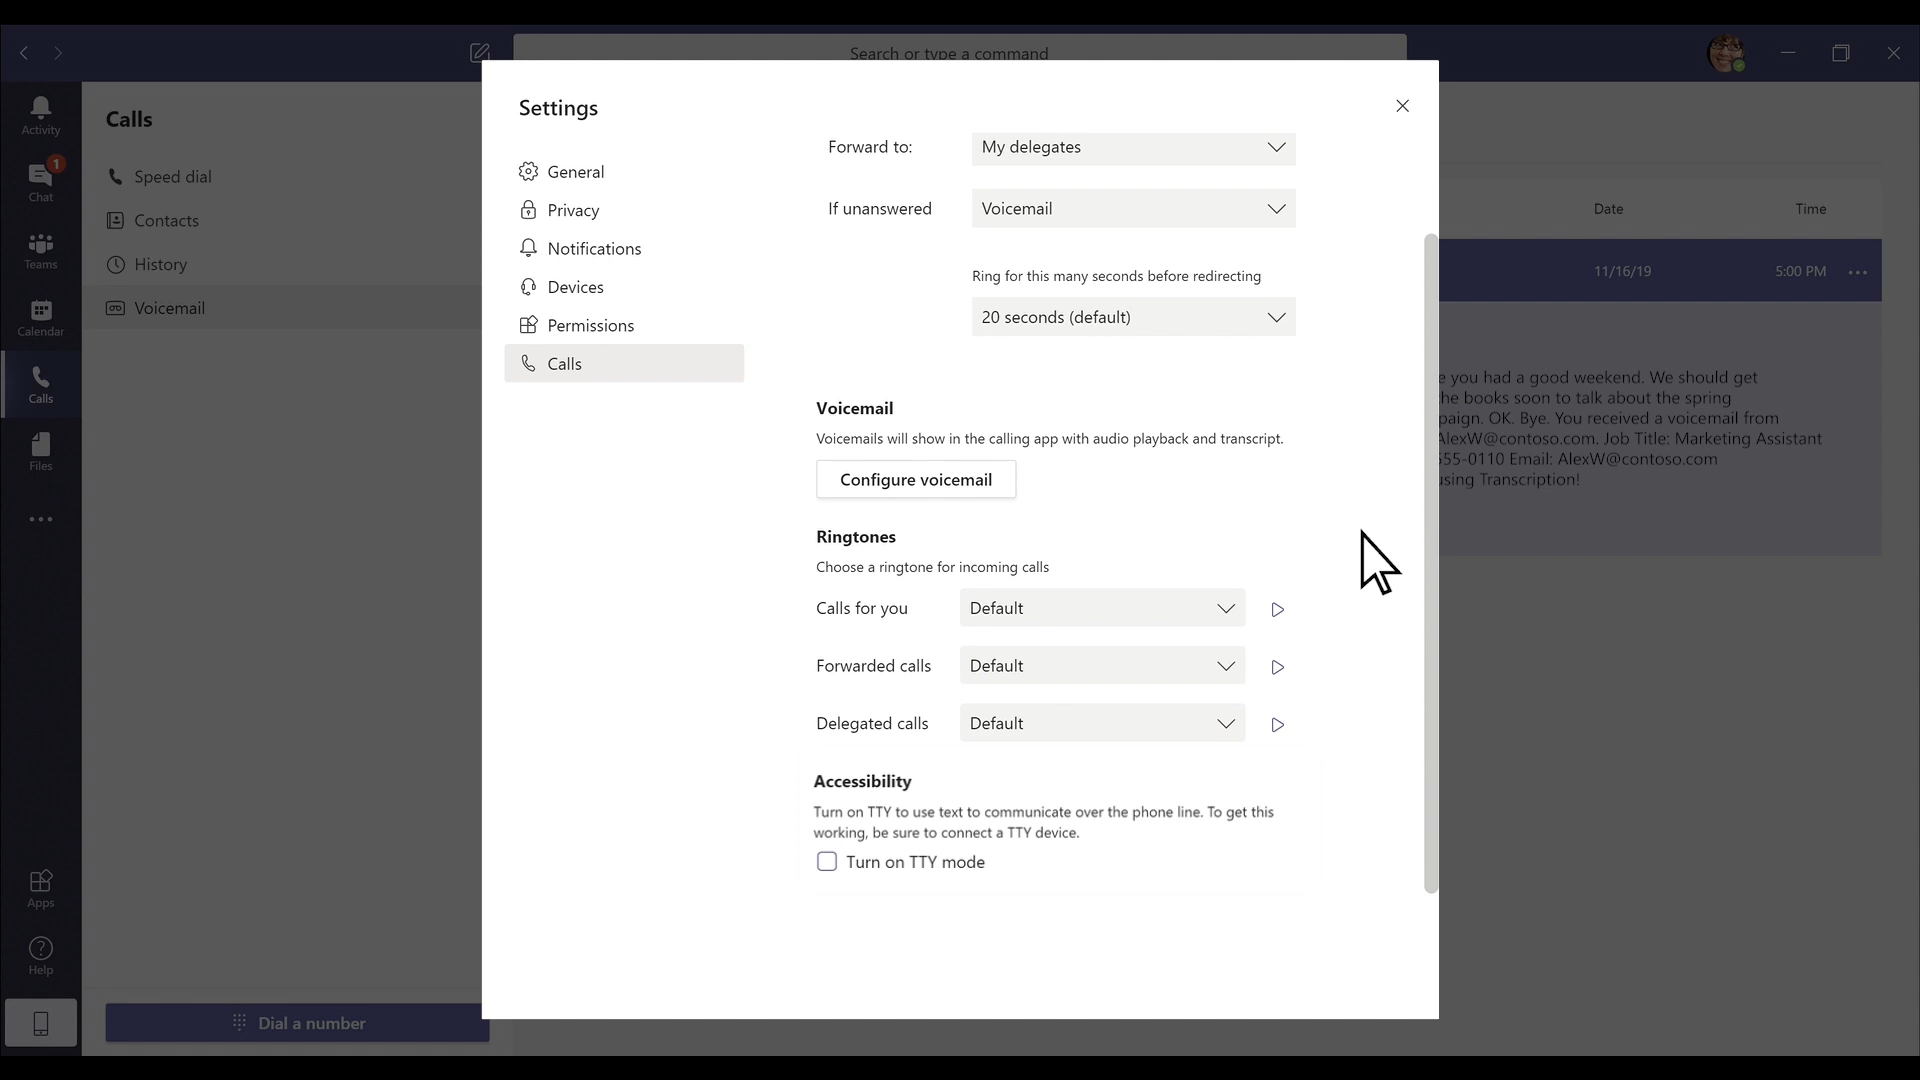 Search or type a command
Activity
1
Chat
Teams
Calendar
Calls
Files
Apps
Help
Calls
Speed dial
Contacts
History
Voicemail
Dial a number
Settings
General
Privacy
Notifications
Devices
Permissions
Calls
Forward to:
My delegates
If unanswered
Voicemail
Ring for this many seconds before redirecting
20 seconds (default)
Voicemail
Voicemails will show in the calling app with audio playback and transcript.
Configure voicemail
Ringtones
Choose a ringtone for incoming calls
Calls for you
Default
Forwarded calls
Default
Delegated calls
Default
Accessibility
Turn on TTY to use text to communicate over the phone line. To get this
working, be sure to connect a TTY device.
Turn on TTY mode
Date
Time
11/16/19
5:00 PM
e you had a good weekend. We should get
he books soon to talk about the spring
paign. OK. Bye. You received a voicemail from
AlexW@contoso.com. Job Title: Marketing Assistant
555-0110 Email: AlexW@contoso.com
using Transcription!